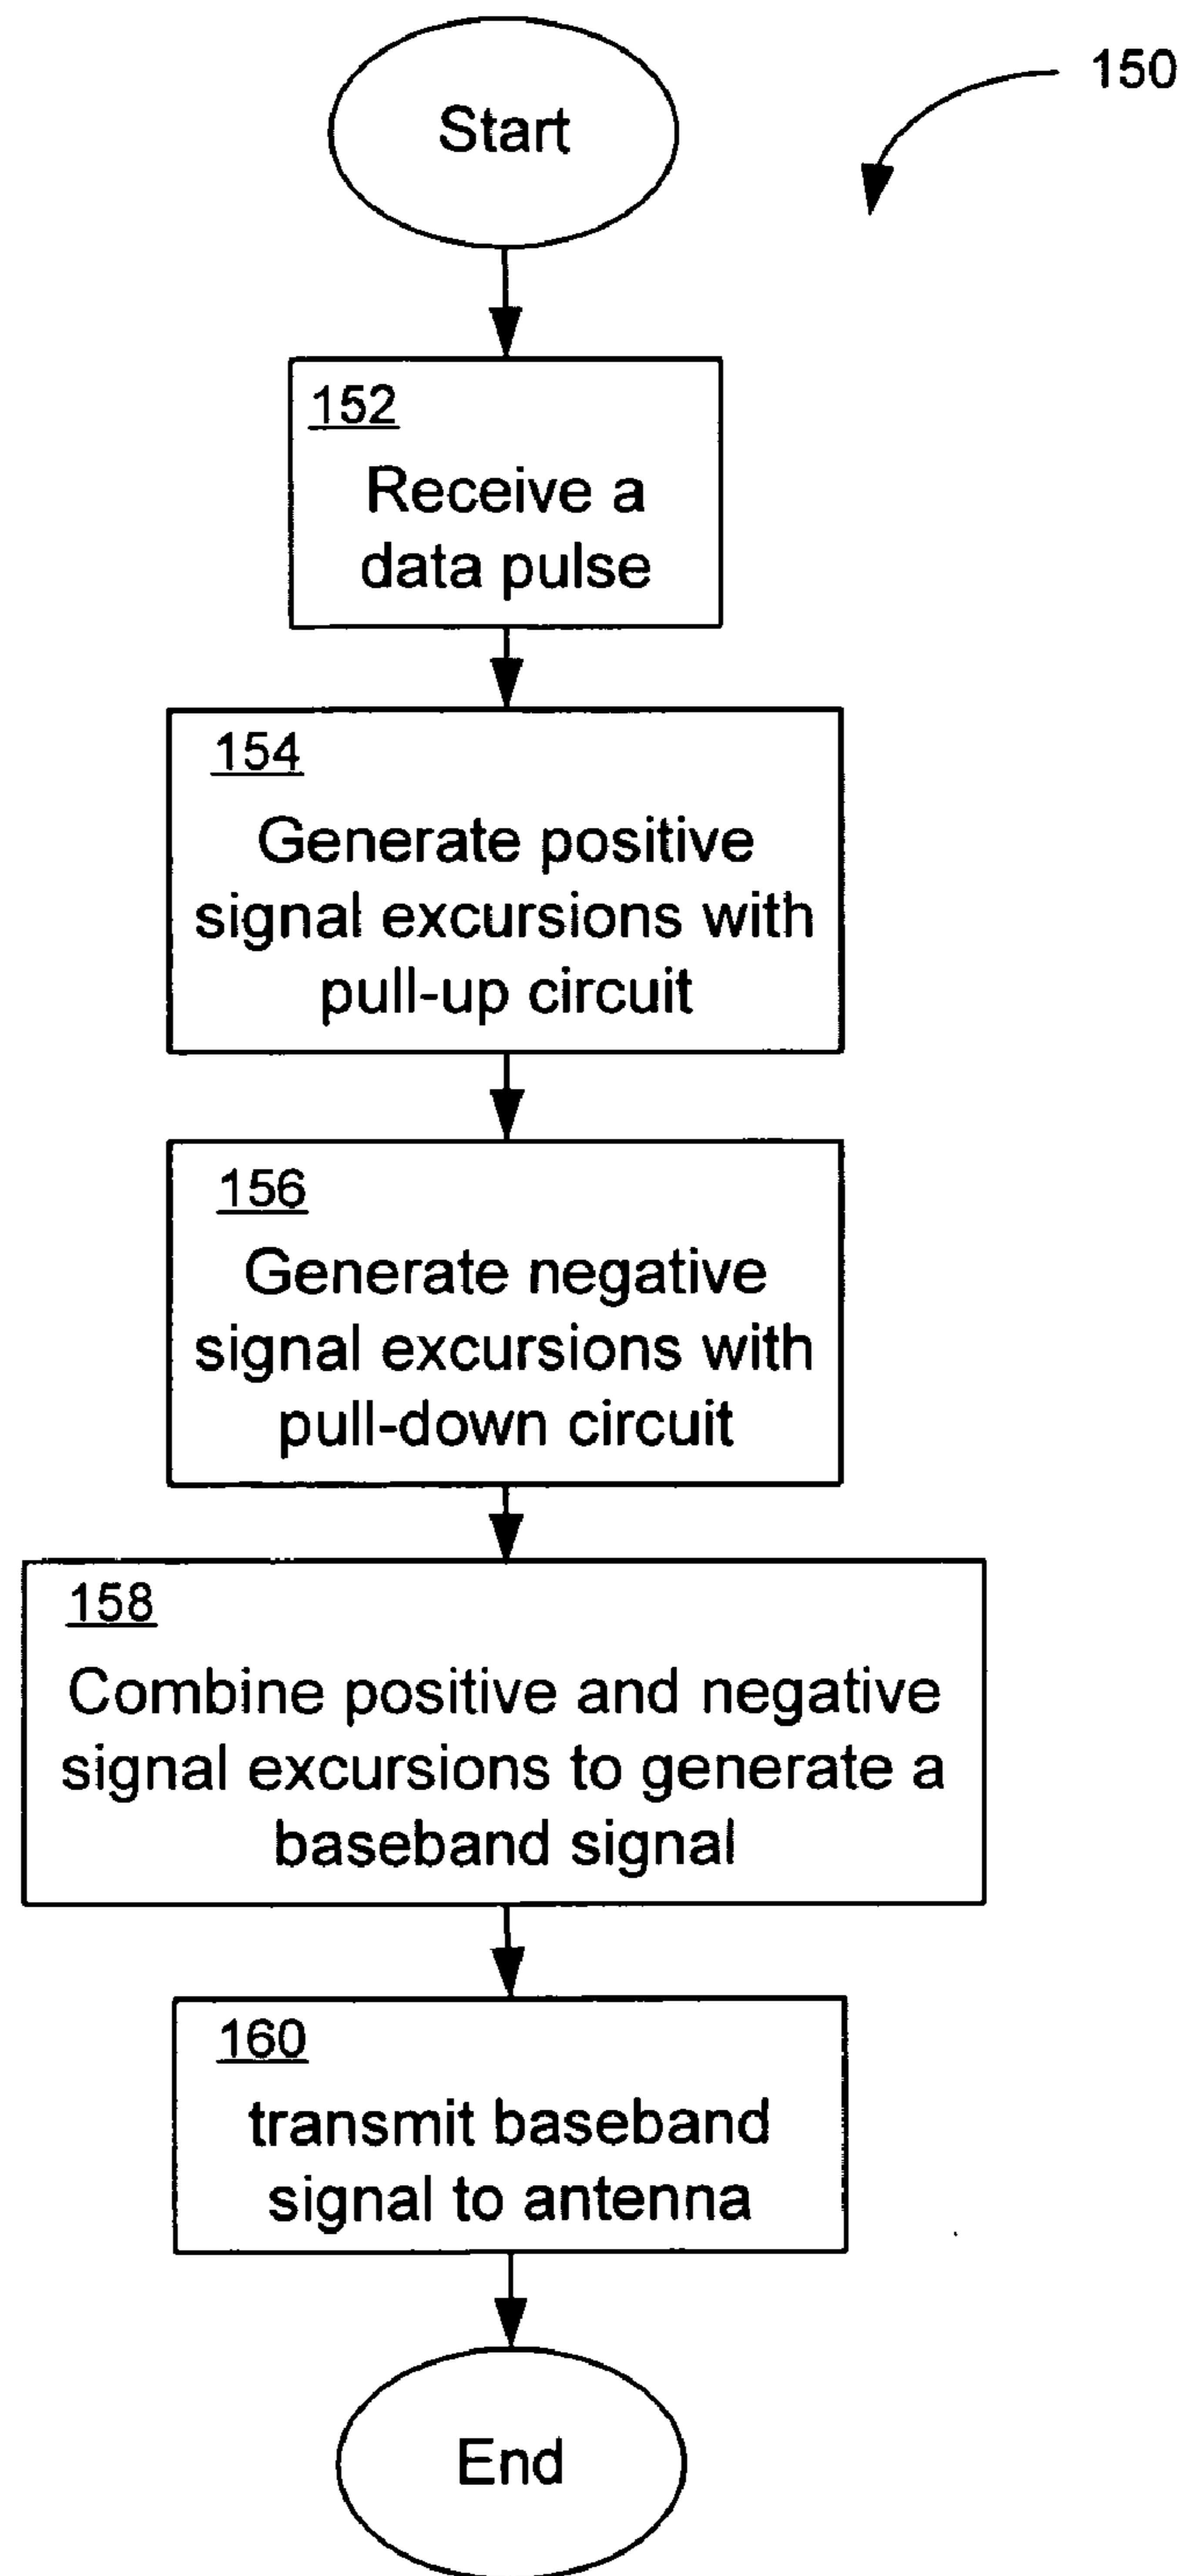 Start
150
152
Receive a
data pulse
154
Generate positive
signal excursions with
pull-up circuit
156
Generate negative
signal excursions with
pull-down circuit
158
Combine positive and negative
signal excursions to generate a
baseband signal
160
transmit baseband
signal to antenna
End